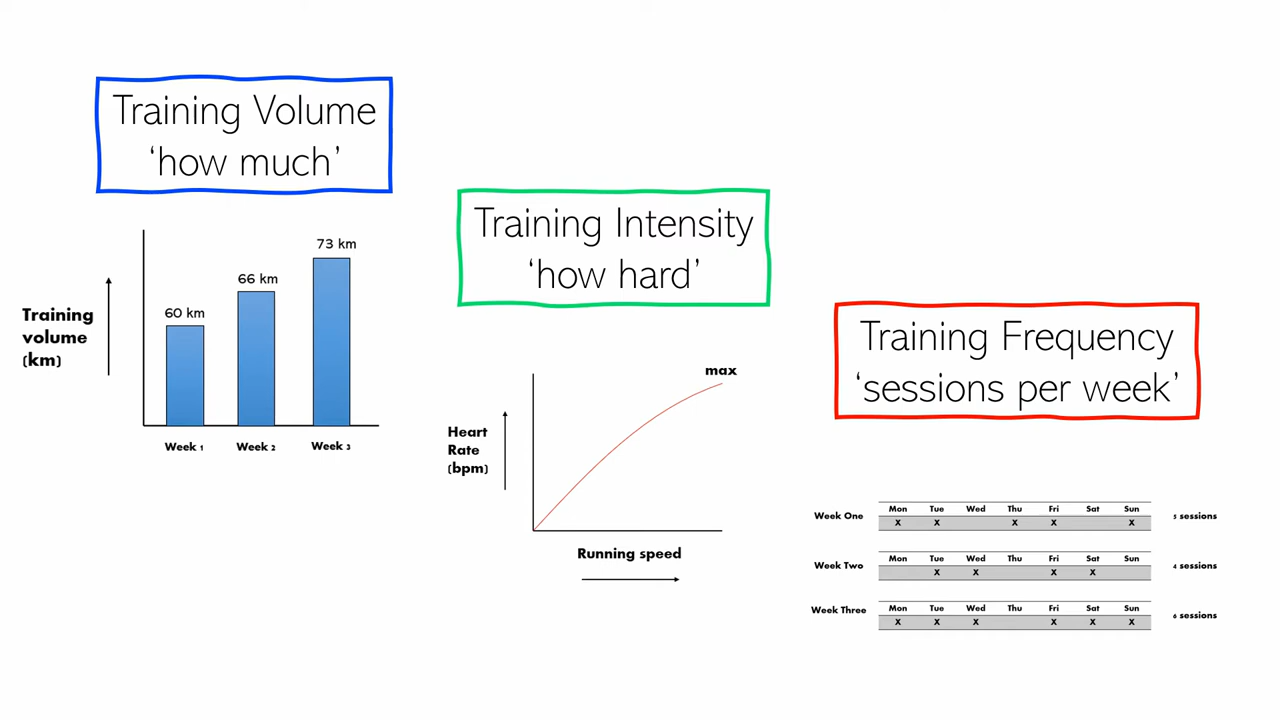 Training Volume
‘how much’
73 km
66 km
60 km
Training
volume
(km)
Week 1 Week 2 Week 3
Training Intensity
‘how hard’
max
Heart
Rate
(bpm)
Running speed
Training Frequency
‘sessions per week’
Mon Tue Wed Thu Fri Sat Sun
Week One 5 sessions
X X X X X
Mon Tue Wed Thu Fri Sat Sun
Week Two 4 sessions
X X X X
Mon Tue Wed Thu Fri Sat Sun
Week Three 6 sessions
X X X X X X